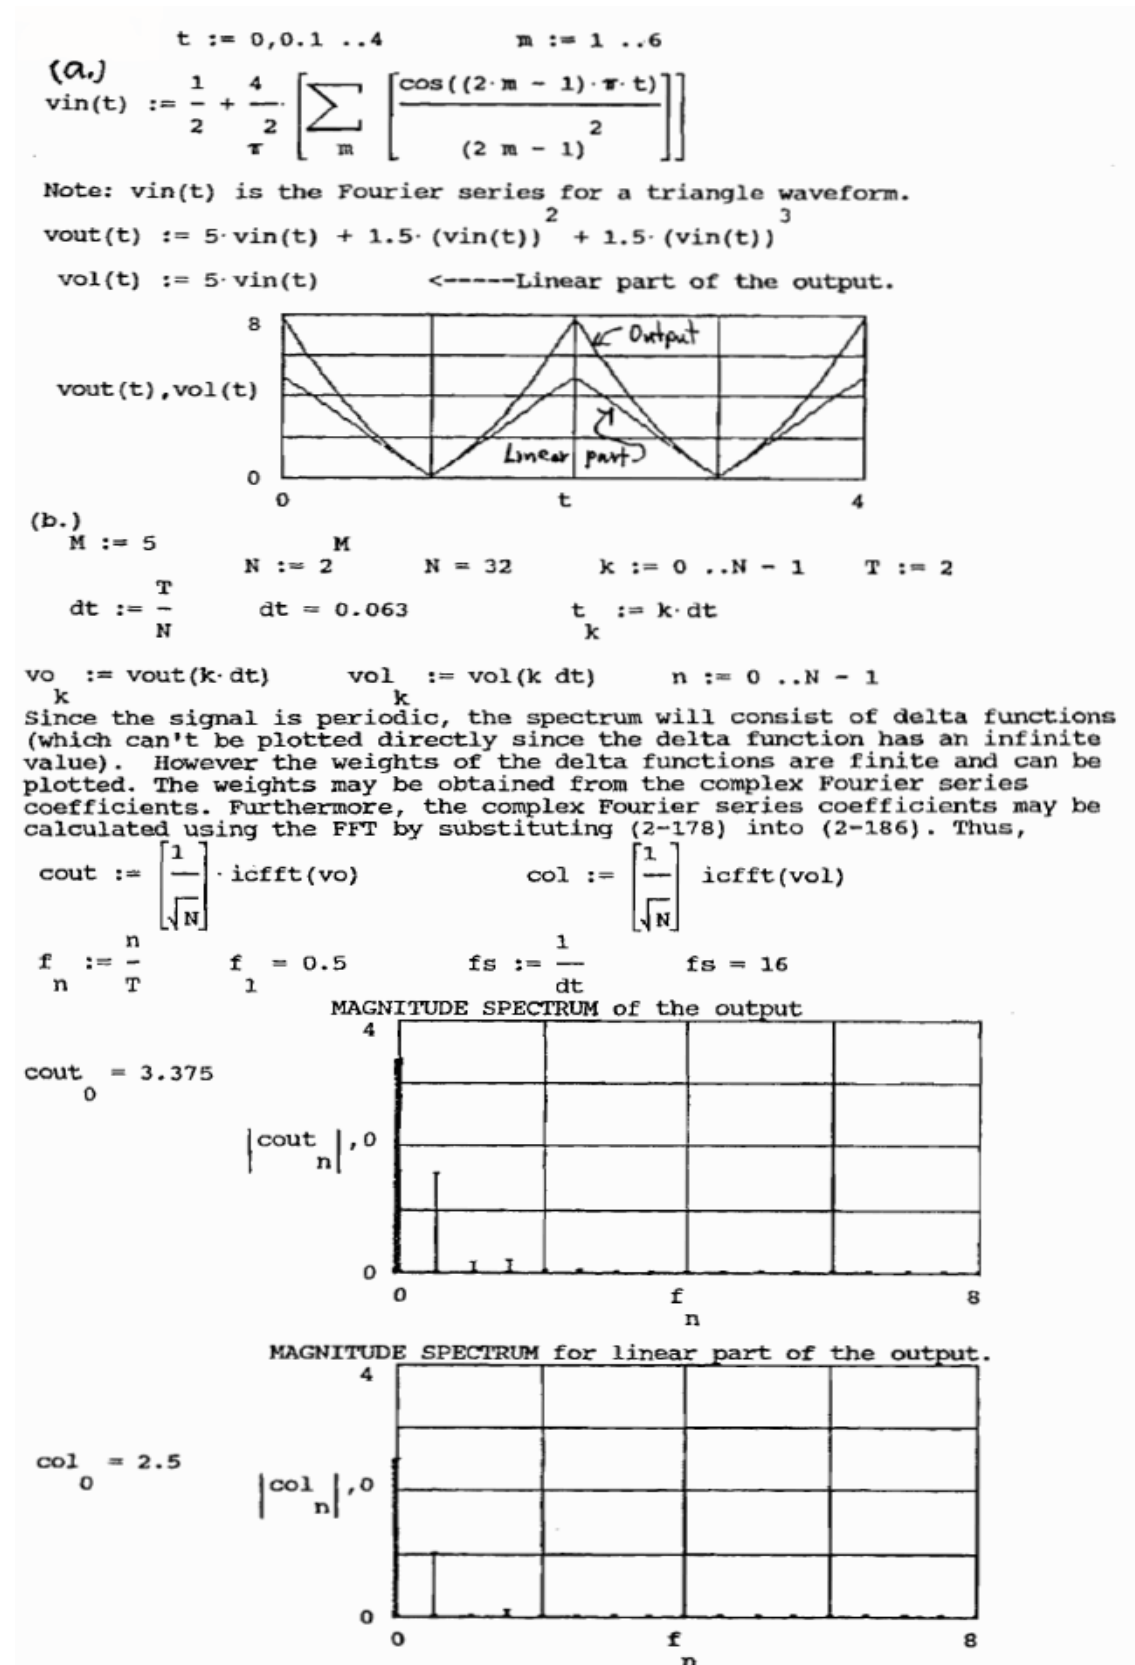 t := 0,0.1 ..4 m := 1 ..6
(a.)
vin(t) := 1/2 + 4/π^2 · [∑_m [cos((2·m - 1)·π·t) / (2 m - 1)^2]]
Note: vin(t) is the Fourier series for a triangle waveform.
vout(t) := 5·vin(t) + 1.5·(vin(t))^2 + 1.5·(vin(t))^3
vol(t) := 5·vin(t) <-----Linear part of the output.
8
Output
vout(t),vol(t)
Linear part
0
0 t 4
(b.)
M := 5
N := 2^M N = 32 k := 0 ..N - 1 T := 2
dt := T/N dt = 0.063 t_k := k·dt
vo_k := vout(k·dt) vol_k := vol(k dt) n := 0 ..N - 1
Since the signal is periodic, the spectrum will consist of delta functions
(which can't be plotted directly since the delta function has an infinite
value). However the weights of the delta functions are finite and can be
plotted. The weights may be obtained from the complex Fourier series
coefficients. Furthermore, the complex Fourier series coefficients may be
calculated using the FFT by substituting (2-178) into (2-186). Thus,
cout := [1/√N] · icfft(vo) col := [1/√N] icfft(vol)
f_n := n/T f_1 = 0.5 fs := 1/dt fs = 16
MAGNITUDE SPECTRUM of the output
4
cout_0 = 3.375
|cout_n|,0
0
0 f_n 8
MAGNITUDE SPECTRUM for linear part of the output.
4
col_0 = 2.5
|col_n|,0
0
0 f_n 8